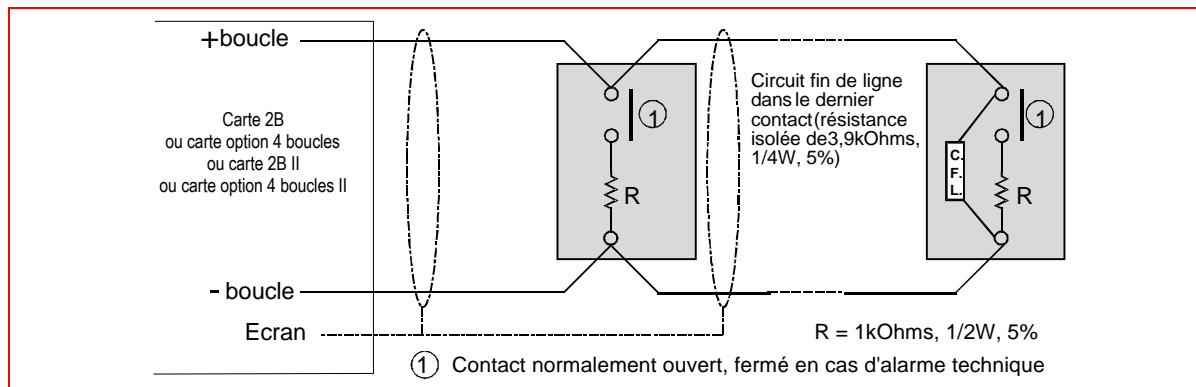 +boucle
Carte 2B
ou carte option 4 boucles
ou carte 2B II
ou carte option 4 boucles II
- boucle
Ecran
1
R
Circuit fin de ligne
dans le dernier
contact(résistance
isolée de3,9kOhms,
1/4W, 5%)
C.
F.
L.
1
R
R = 1kOhms, 1/2W, 5%
1 Contact normalement ouvert, fermé en cas d'alarme technique